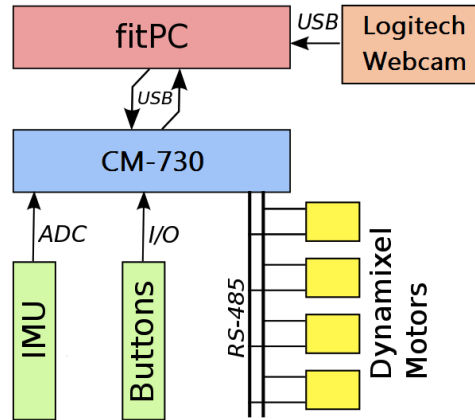 fitPC
USB
Logitech
Webcam
USB
CM-730
ADC
I/O
IMU
Buttons
RS-485
Dynamixel
Motors